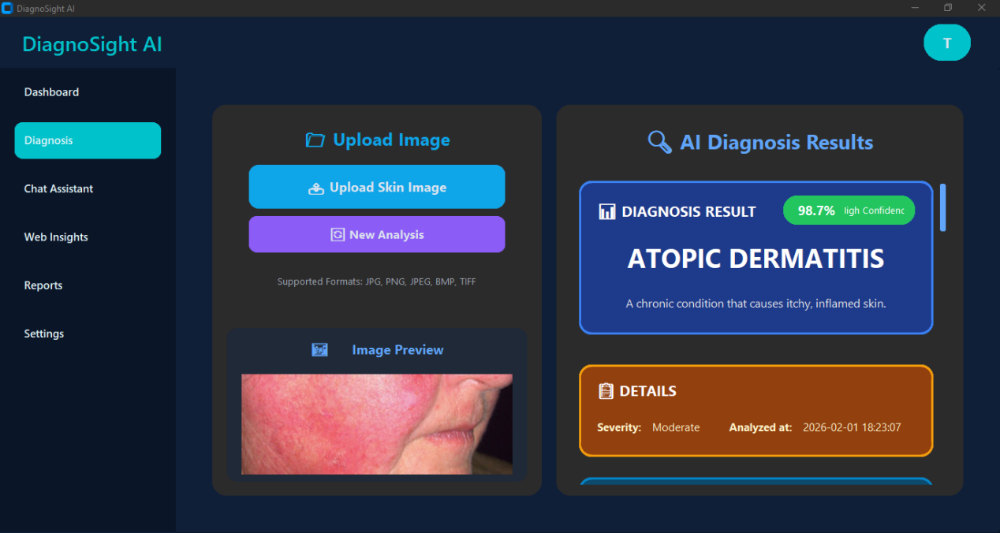 DiagnoSight AI
DiagnoSight AI
T
Dashboard
Diagnosis
Chat Assistant
Web Insights
Reports
Settings
Upload Image
Upload Skin Image
New Analysis
Supported Formats: JPG, PNG, JPEG, BMP, TIFF
Image Preview
AI Diagnosis Results
DIAGNOSIS RESULT
98.7% igh Confidenc
ATOPIC DERMATITIS
A chronic condition that causes itchy, inflamed skin.
DETAILS
Severity: Moderate Analyzed at: 2026-02-01 18:23:07